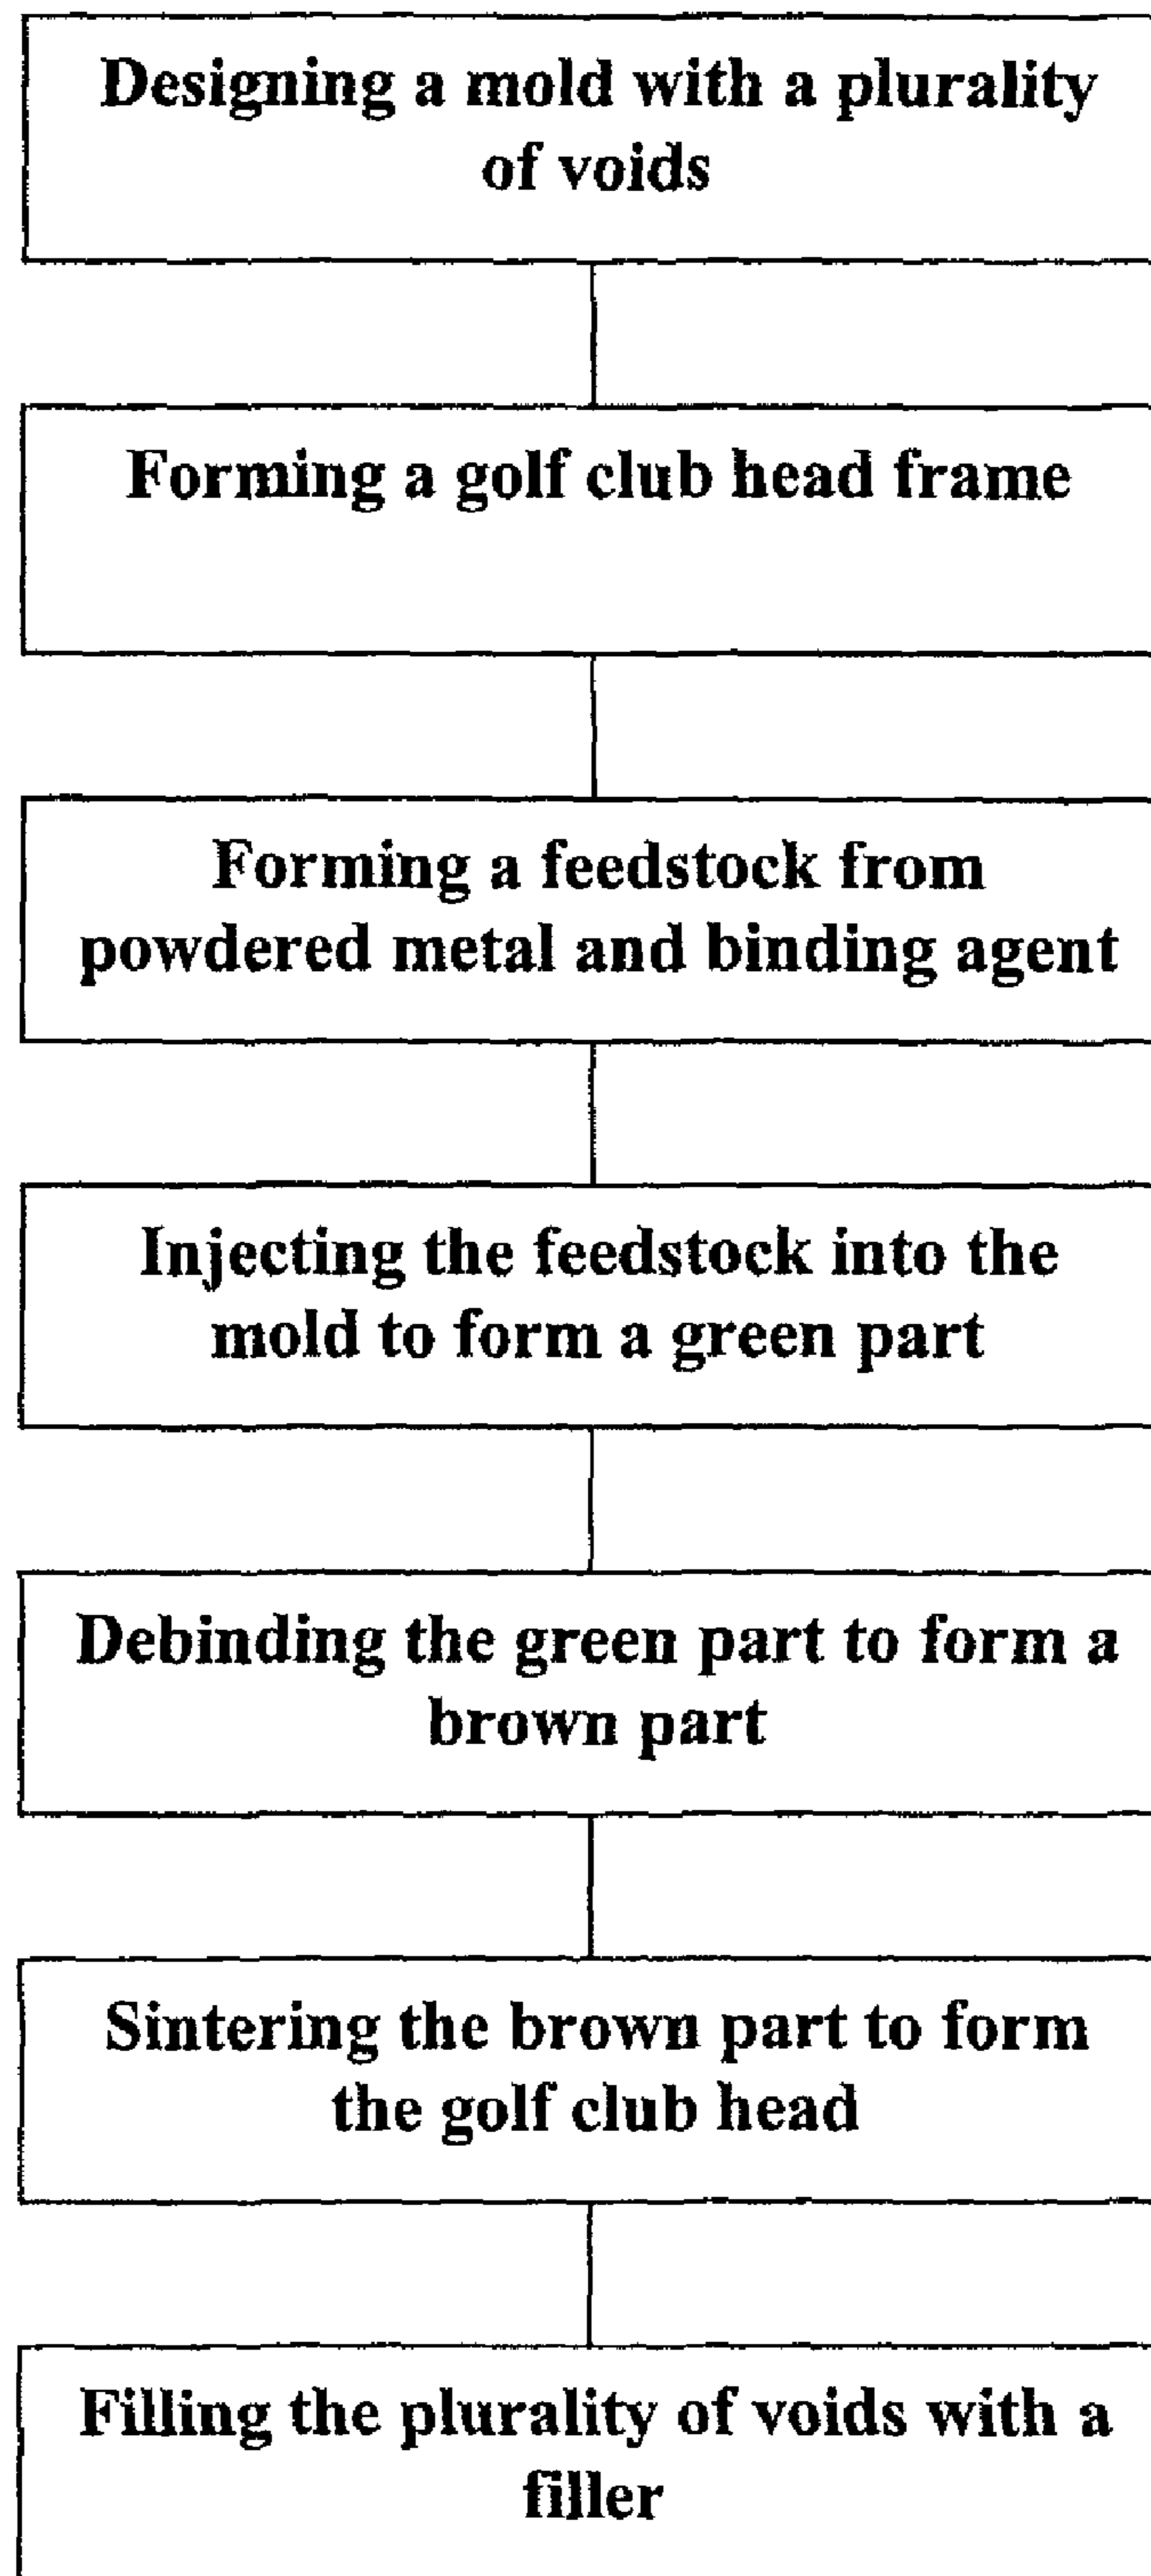 Designing a mold with a plurality
of voids
Forming a golf club head frame
Forming a feedstock from
powdered metal and binding agent
Injecting the feedstock into the
mold to form a green part
Debinding the green part to form a
brown part
Sintering the brown part to form
the golf club head
Filling the plurality of voids with a
filler